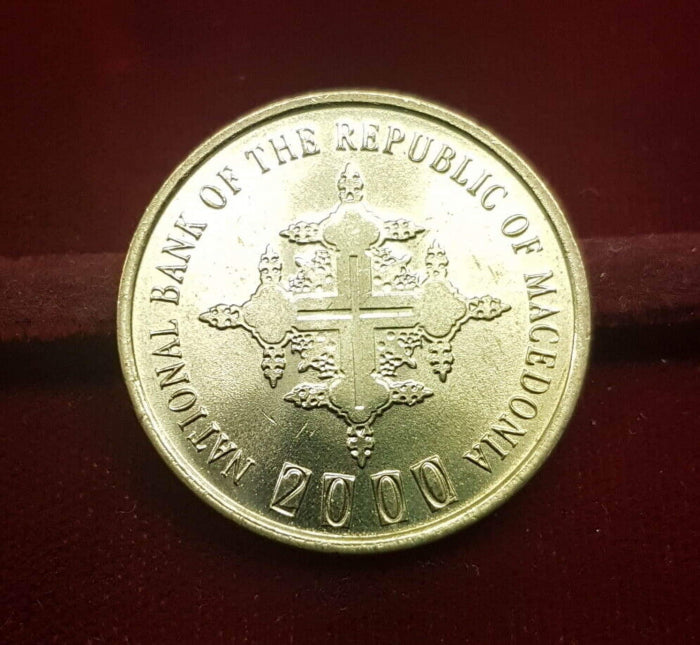 NATIONAL BANK OF THE REPUBLIC OF MACEDONIA
2000